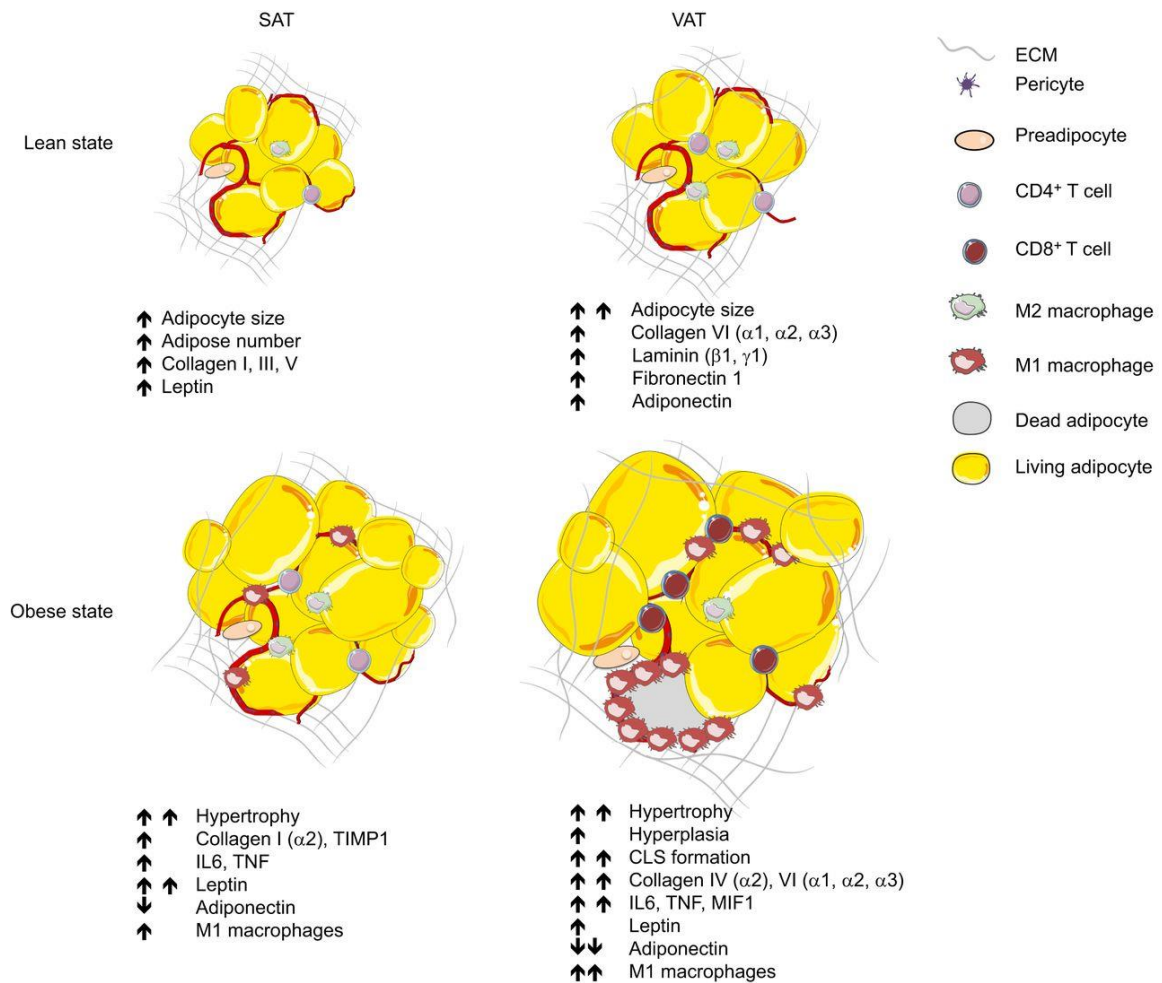 SAT
VAT
Lean state
ECM
Pericyte
Preadipocyte
CD4+ T cell
CD8+ T cell
M2 macrophage
M1 macrophage
Dead adipocyte
Living adipocyte
↑ Adipocyte size
↑ Adipose number
↑ Collagen I, III, V
↑ Leptin
↑ ↑ Adipocyte size
↑ Collagen VI (α1, α2, α3)
↑ Laminin (β1, γ1)
↑ Fibronectin 1
↑ Adiponectin
Obese state
↑ ↑ Hypertrophy
↑ Collagen I (α2), TIMP1
↑ IL6, TNF
↑ ↑ Leptin
↓ Adiponectin
↑ M1 macrophages
↑ ↑ Hypertrophy
↑ Hyperplasia
↑ ↑ CLS formation
↑ ↑ Collagen IV (α2), VI (α1, α2, α3)
↑ ↑ IL6, TNF, MIF1
↑ Leptin
↓↓ Adiponectin
↑↑ M1 macrophages